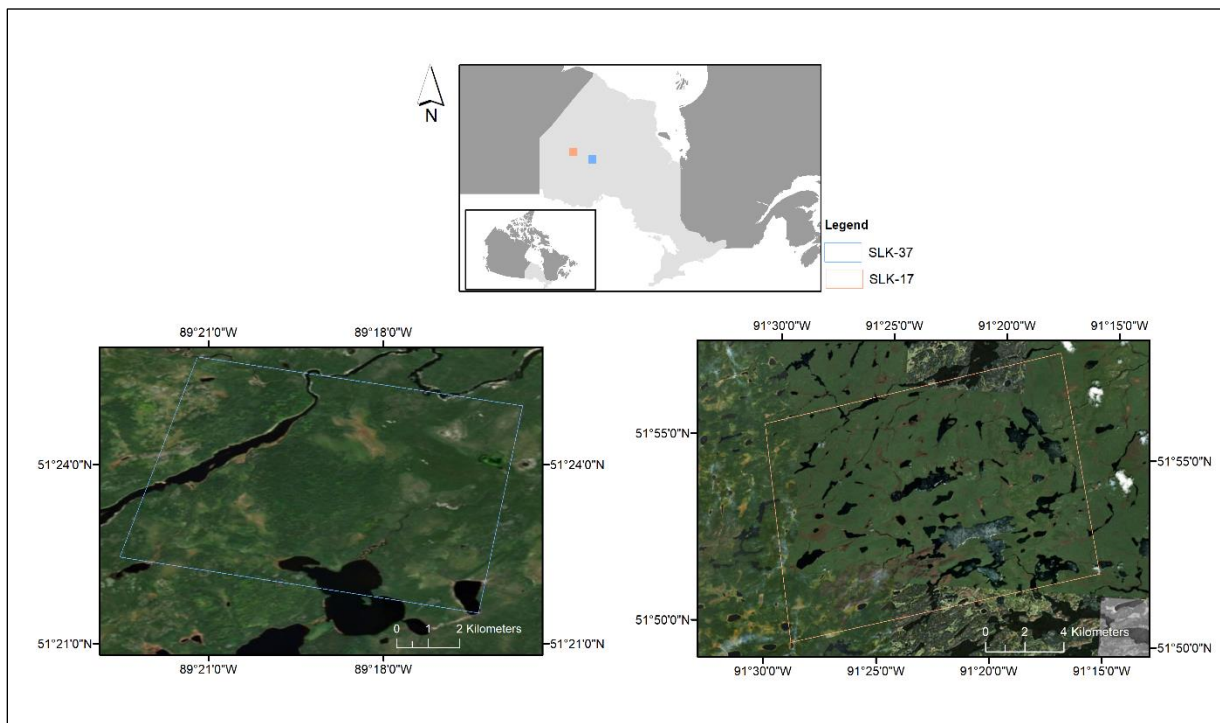 N
Legend
SLK-37
SLK-17
89°21'0"W 89°18'0"W
51°24'0"N 51°24'0"N
51°21'0"N 51°21'0"N
0 1 2 Kilometers
89°21'0"W 89°18'0"W
91°30'0"W 91°25'0"W 91°20'0"W 91°15'0"W
51°55'0"N 51°55'0"N
51°50'0"N 51°50'0"N
0 2 4 Kilometers
91°30'0"W 91°25'0"W 91°20'0"W 91°15'0"W